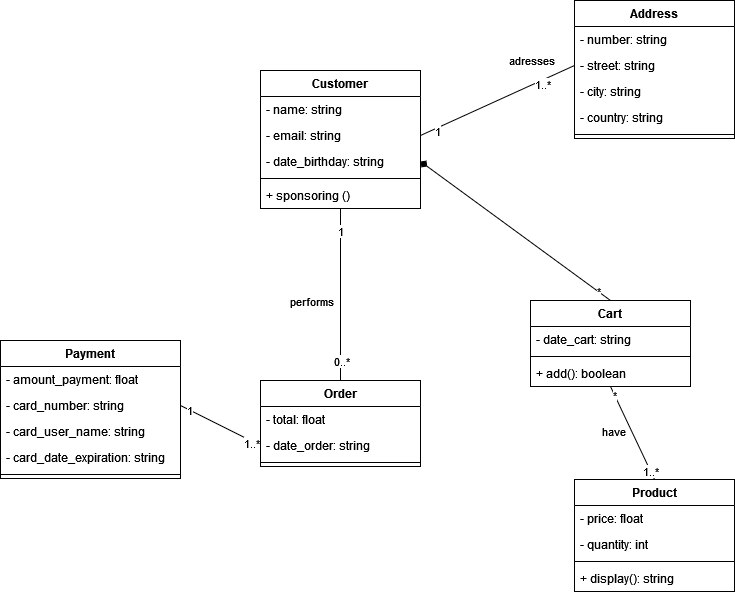 Address
- number: string
- street: string
- city: string
- country: string
adresses
1..*
1
Customer
- name: string
- email: string
- date_birthday: string
+ sponsoring ()
1
performs
0..*
*
Cart
- date_cart: string
+ add(): boolean
*
have
1..*
Payment
- amount_payment: float
- card_number: string
- card_user_name: string
- card_date_expiration: string
1
1..*
Order
- total: float
- date_order: string
Product
- price: float
- quantity: int
+ display(): string